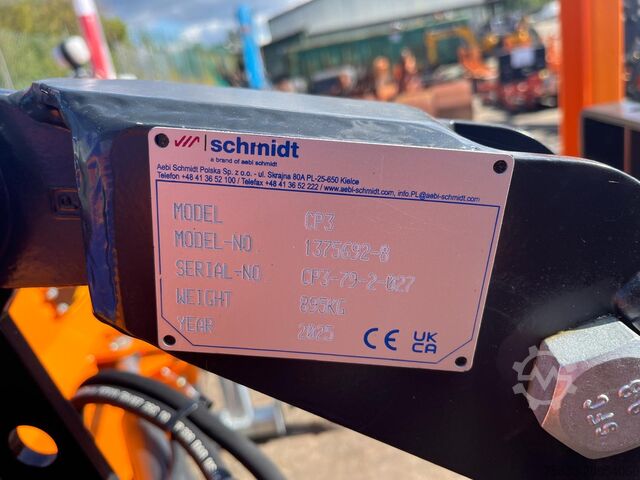 schmidt
a brand of aebi schmidt
Aebi Schmidt Polska Sp. z o.o. - ul. Skrajna 80A PL-25-650 Kielce
Telefon +48 41 36 52 100 / Telefax +48 41 36 52 222 / www.aebi-schmidt.com, info.PL@aebi-schmidt.com
MODEL CP3
MODEL-NO 1375692-8
SERIAL-NO CP3-79-2-027
WEIGHT 895KG
YEAR 2025
CE UK
CA